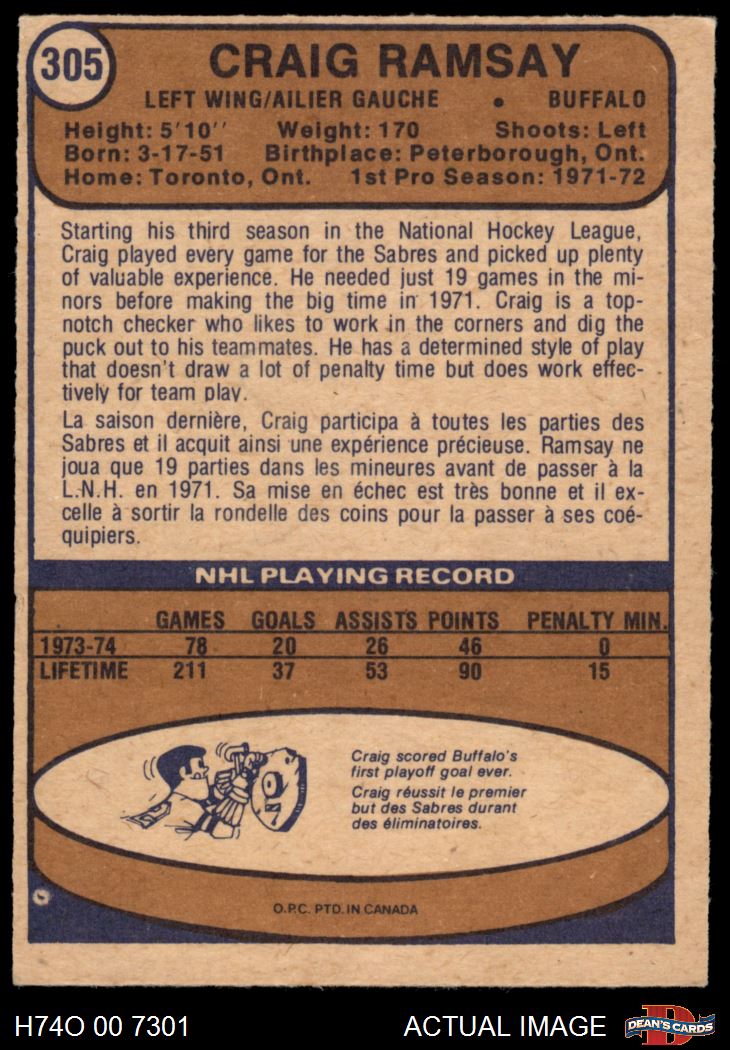 305
CRAIG RAMSAY
LEFT WING/AILIER GAUCHE • BUFFALO
Height: 5'10'' Weight: 170 Shoots: Left
Born: 3-17-51 Birthplace: Peterborough, Ont.
Home: Toronto, Ont. 1st Pro Season: 1971-72
Starting his third season in the National Hockey League,
Craig played every game for the Sabres and picked up plenty
of valuable experience. He needed just 19 games in the mi-
nors before making the big time in 1971. Craig is a top-
notch checker who likes to work in the corners and dig the
puck out to his teammates. He has a determined style of play
that doesn't draw a lot of penalty time but does work effec-
tively for team play.
La saison dernière, Craig participa à toutes les parties des
Sabres et il acquit ainsi une expérience précieuse. Ramsay ne
joua que 19 parties dans les mineures avant de passer à la
L.N.H. en 1971. Sa mise en échec est très bonne et il ex-
celle à sortir la rondelle des coins pour la passer à ses coé-
quipiers.
NHL PLAYING RECORD
GAMES GOALS ASSISTS POINTS PENALTY MIN.
1973-74 78 20 26 46 0
LIFETIME 211 37 53 90 15
Craig scored Buffalo's
first playoff goal ever.
Craig réussit le premier
but des Sabres durant
des éliminatoires.
O.P.C. PTD. IN CANADA
H74O 00 7301 ACTUAL IMAGE
DEAN'S CARDS